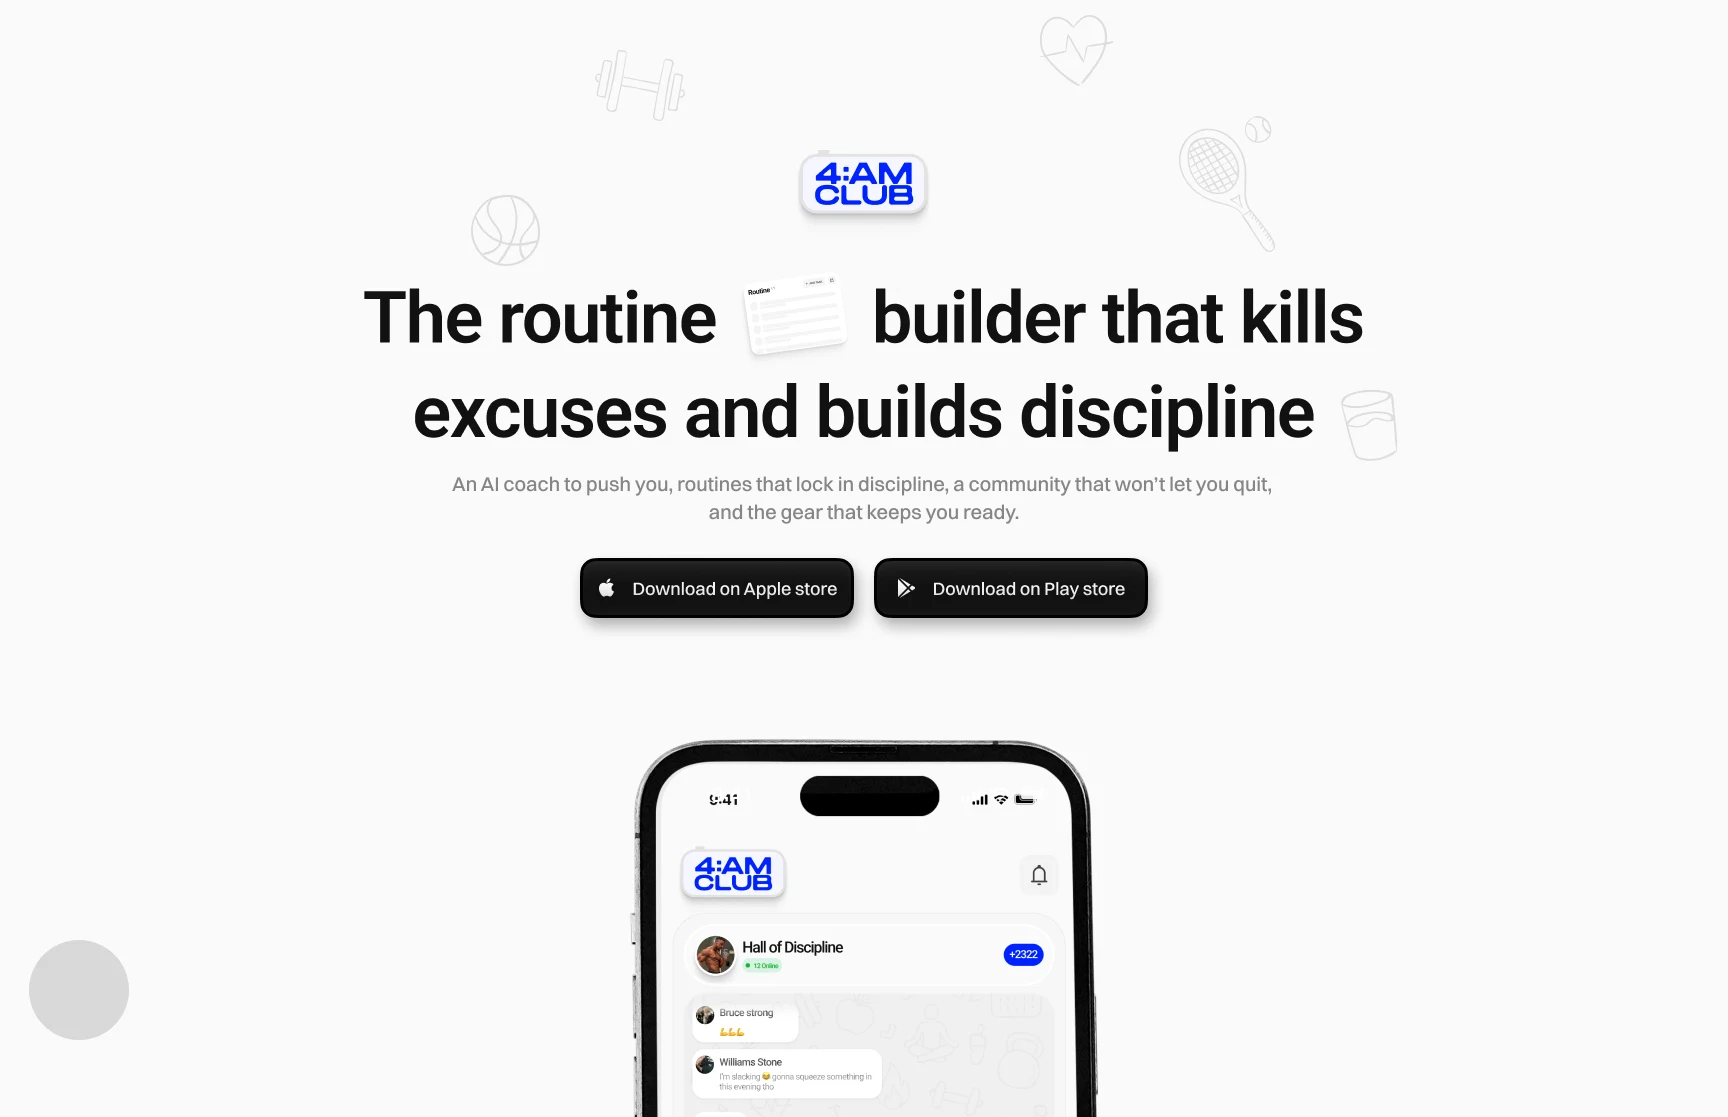 4:AM
CLUB
The routine builder that kills
Routine
excuses and builds discipline
An AI coach to push you, routines that lock in discipline, a community that won’t let you quit,
and the gear that keeps you ready.
Download on Apple store
Download on Play store
9:41
4:AM
CLUB
Hall of Discipline
12 Online
+2322
Bruce strong
💪💪💪
Williams Stone
I’m slacking 😂 gonna squeeze something in
this evening tho